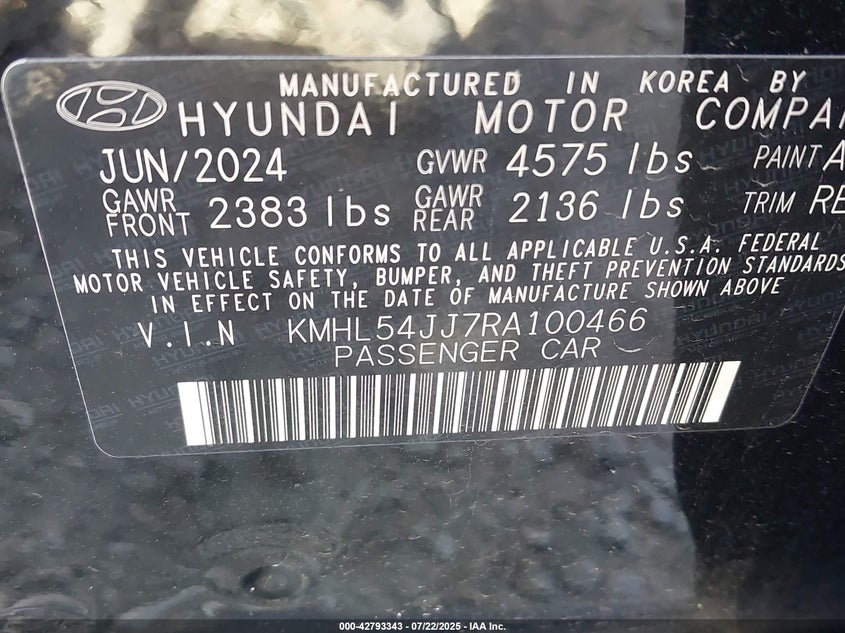 MANUFACTURED IN KOREA BY
HYUNDAI MOTOR
JUN/2024 GVWR 4575 lbs PAINT A
GAWR FRONT 2383 lbs GAWR REAR 2136 lbs TRIM RE
THIS VEHICLE CONFORMS TO ALL APPLICABLE U.S.A. FEDERAL
MOTOR VEHICLE SAFETY, BUMPER, AND THEFT PREVENTION STANDARDS
IN EFFECT ON THE DATE OF MANUFACTURE SHOWN ABOVE
V.I.N KMHL54JJ7RA100466
PASSENGER CAR
000-42793343 - 07/22/2025 - IAA Inc.